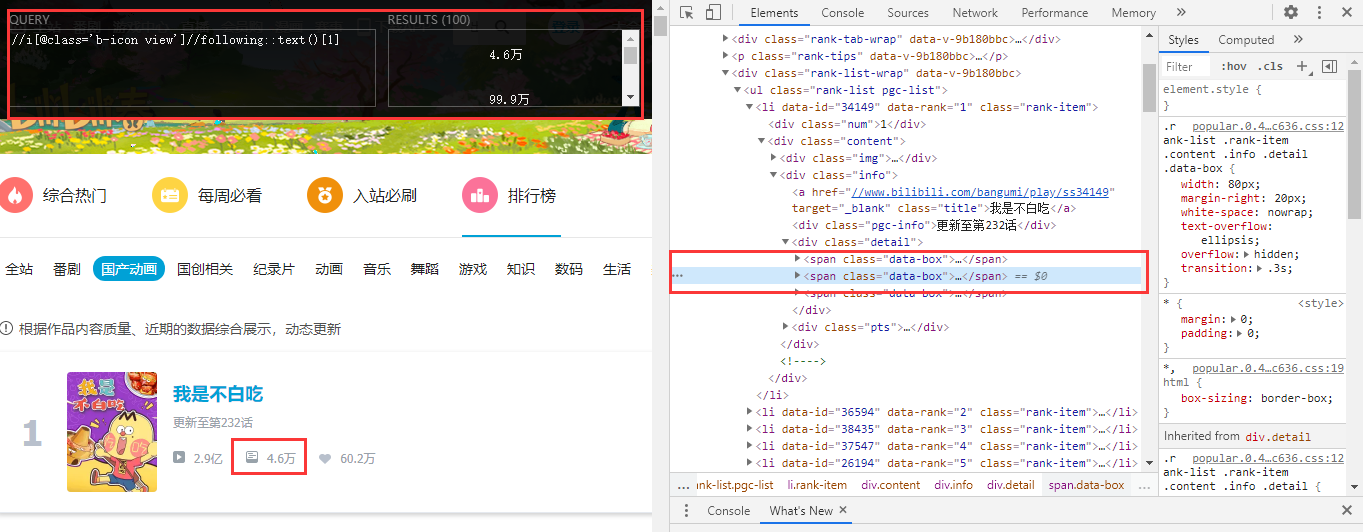 QUERY
RESULTS (100)
//i[@class='b-icon view']//following::text()[1]
4.6万
99.9万
综合热门
每周必看
入站必刷
排行榜
全站 番剧 国产动画 国创相关 纪录片 动画 音乐 舞蹈 游戏 知识 数码 生活
根据作品内容质量、近期的数据综合展示，动态更新
1
我是不白吃
更新至第232话
2.9亿 4.6万 60.2万
Elements Console Sources Network Performance Memory »
<div class="rank-tab-wrap" data-v-9b180bbc>…</div>
<p class="rank-tips" data-v-9b180bbc>…</p>
<div class="rank-list-wrap" data-v-9b180bbc>
<ul class="rank-list pgc-list">
<li data-id="34149" data-rank="1" class="rank-item">
<div class="num">1</div>
<div class="content">
<div class="img">…</div>
<div class="info">
<a href="//www.bilibili.com/bangumi/play/ss34149"
target="_blank" class="title">我是不白吃</a>
<div class="pgc-info">更新至第232话</div>
<div class="detail">
<span class="data-box">…</span>
… <span class="data-box">…</span> == $0
<span class="data-box">…</span>
</div>
<div class="pts">…</div>
</div>
<!---->
</div>
</li>
<li data-id="36594" data-rank="2" class="rank-item">…</li>
<li data-id="38435" data-rank="3" class="rank-item">…</li>
<li data-id="37547" data-rank="4" class="rank-item">…</li>
<li data-id="26194" data-rank="5" class="rank-item">…</li>
… ank-list.pgc-list li.rank-item div.content div.info div.detail span.data-box …
Console What's New ×
Styles Computed »
Filter :hov .cls +
element.style {
}
.r popular.0.4…c636.css:12
ank-list .rank-item
.content .info .detail
.data-box {
width: 80px;
margin-right: 20px;
white-space: nowrap;
text-overflow:
ellipsis;
overflow: hidden;
transition: .3s;
}
* { <style>
margin: 0;
padding: 0;
}
*, popular.0.4…c636.css:19
html {
box-sizing: border-box;
}
Inherited from div.detail
.r popular.0.4…c636.css:12
ank-list .rank-item
.content .info .detail {